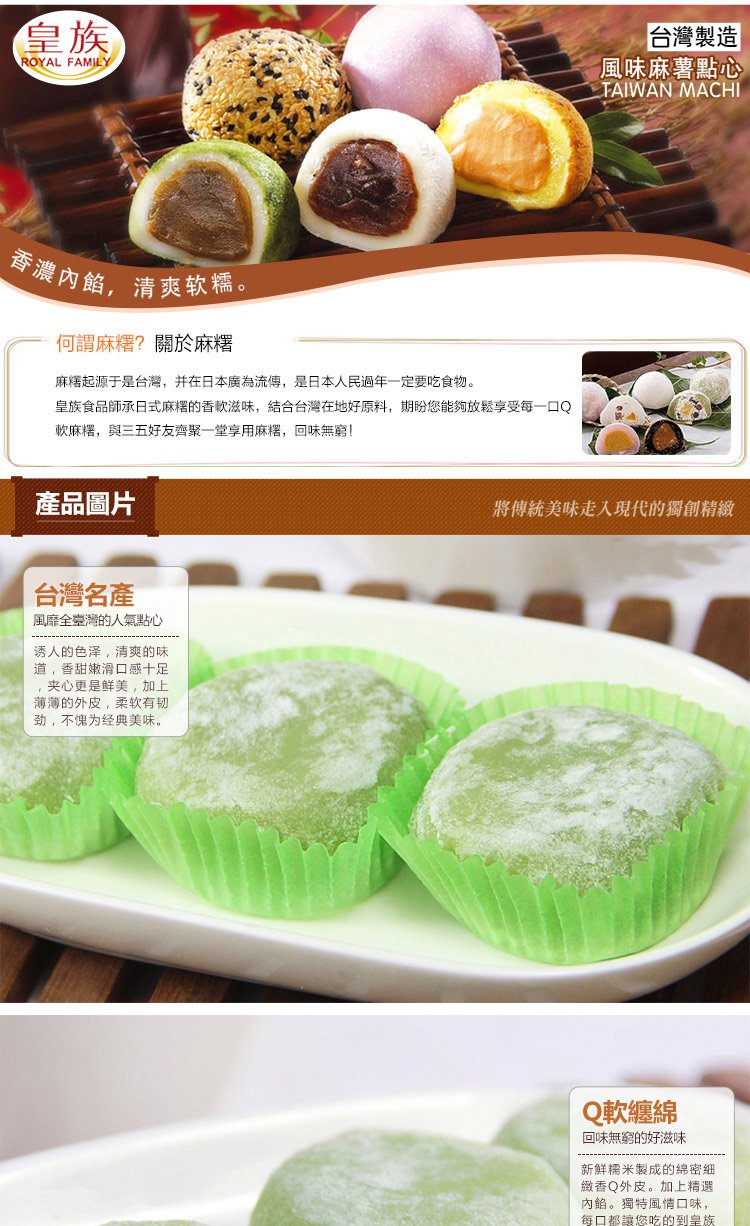 皇族
ROYAL FAMILY
台灣製造
風味麻薯點心
TAIWAN MACHI
香濃內餡，清爽软糯。
何謂麻糬？關於麻糬
麻糬起源于是台灣，并在日本廣為流傳，是日本人民過年一定要吃食物。
皇族食品師承日式麻糬的香軟滋味，結合台灣在地好原料，期盼您能夠放鬆享受每一口Q
軟麻糬，與三五好友齊聚一堂享用麻糬，回味無窮！
產品圖片
將傳統美味走入現代的獨創精緻
台灣名產
風靡全臺灣的人氣點心
诱人的色泽，清爽的味
道，香甜嫩滑口感十足
，夹心更是鲜美，加上
薄薄的外皮，柔软有韧
劲，不愧为经典美味。
Q軟纏綿
回味無窮的好滋味
新鮮糯米製成的綿密細
緻香Q外皮。加上精選
內餡。獨特風情口味，
每口都讓您吃的到皇族